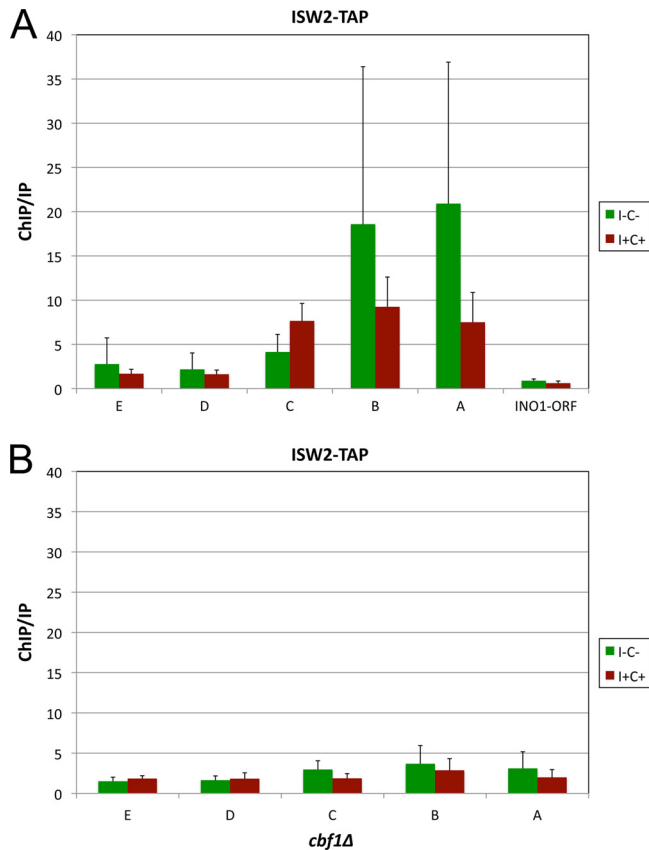 A
ISW2-TAP
40
35
30
25
20
15
10
5
0
ChIP/IP
E D C B A INO1-ORF
I-C-
I+C+
B
ISW2-TAP
40
35
30
25
20
15
10
5
0
ChIP/IP
E D C B A
cbf1Δ
I-C-
I+C+